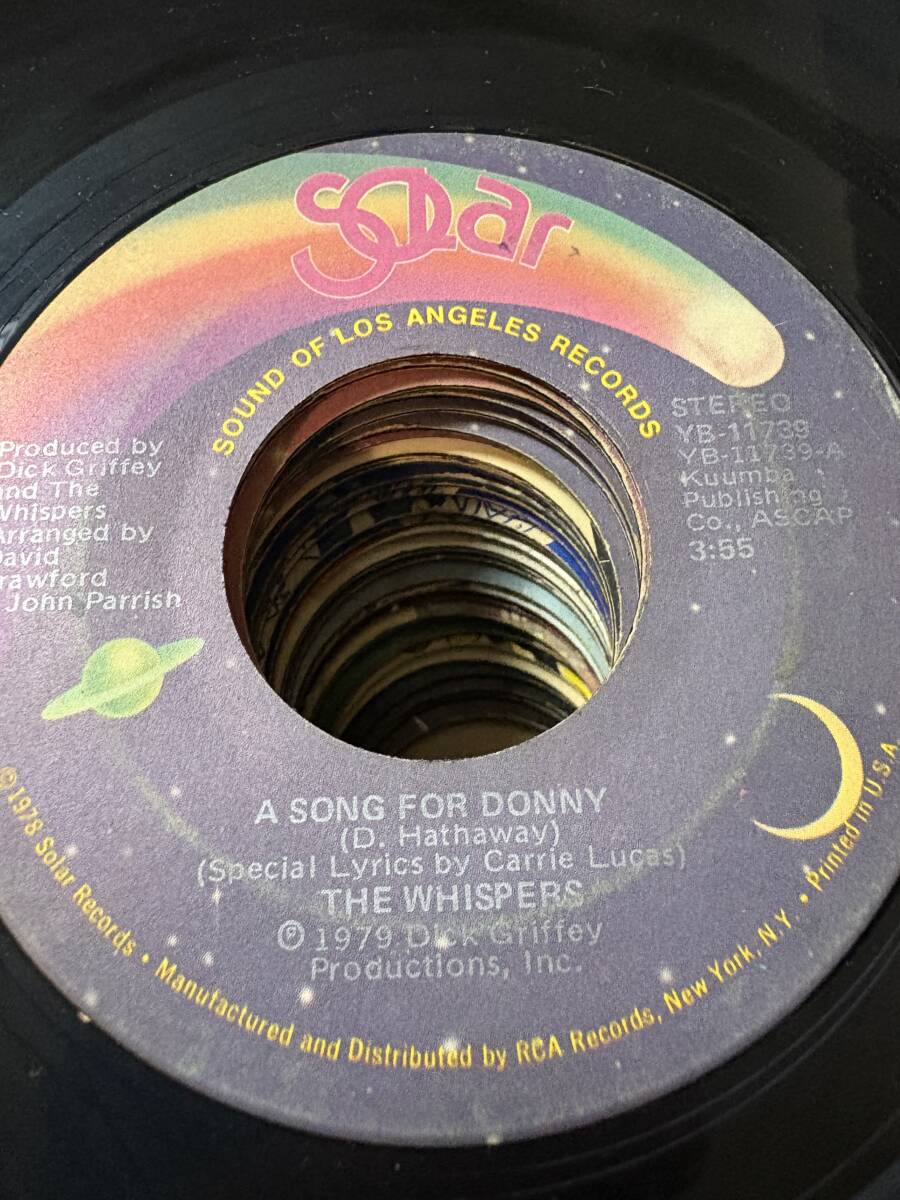 Solar
SOUND OF LOS ANGELES RECORDS
STEREO
YB-11739
YB-11739-A
Kuumba
Publishing
Co., ASCAP
3:55
Produced by
Dick Griffey
and The
Whispers
Arranged by
David
Crawford
John Parrish
A SONG FOR DONNY
(D. Hathaway)
(Special Lyrics by Carrie Lucas)
THE WHISPERS
℗ 1979 Dick Griffey
Productions, Inc.
©1978 Solar Records • Manufactured and Distributed by RCA Records, New York, N.Y. • Printed in U.S.A.